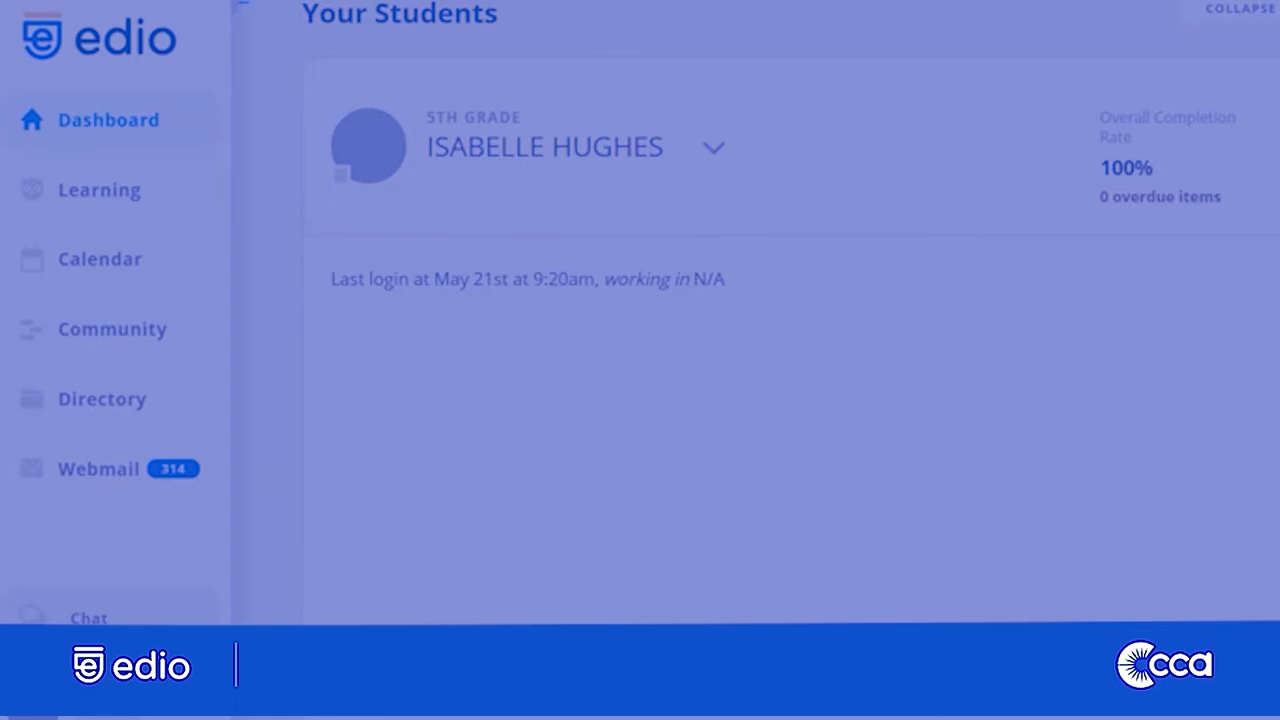 edio
Dashboard
Learning
Calendar
Community
Directory
Webmail 314
Chat
Your Students
COLLAPSE
5TH GRADE
ISABELLE HUGHES
Overall Completion
Rate
100%
0 overdue items
Last login at May 21st at 9:20am, working in N/A
edio
cca